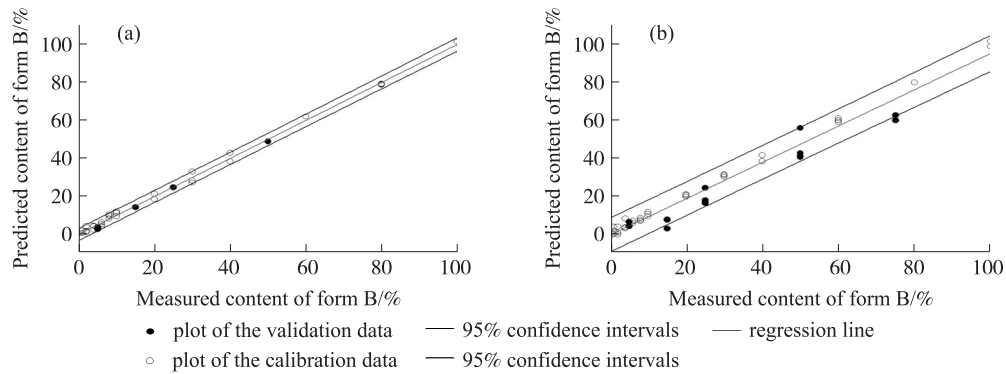 (a)
Predicted content of form B/%
100
80
60
40
20
0
0 20 40 60 80 100
Measured content of form B/%
(b)
Predicted content of form B/%
100
80
60
40
20
0
0 20 40 60 80 100
Measured content of form B/%
plot of the validation data 95% confidence intervals regression line
plot of the calibration data 95% confidence intervals